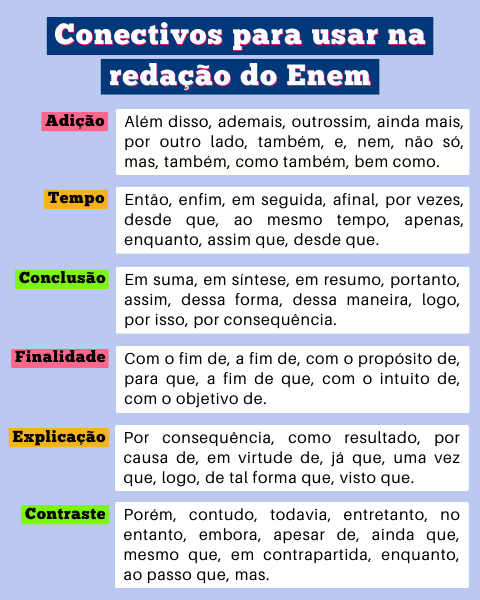 Conectivos para usar na
redação do Enem
Adição
Além disso, ademais, outrossim, ainda mais,
por outro lado, também, e, nem, não só,
mas, também, como também, bem como.
Tempo
Então, enfim, em seguida, afinal, por vezes,
desde que, ao mesmo tempo, apenas,
enquanto, assim que, desde que.
Conclusão
Em suma, em síntese, em resumo, portanto,
assim, dessa forma, dessa maneira, logo,
por isso, por consequência.
Finalidade
Com o fim de, a fim de, com o propósito de,
para que, a fim de que, com o intuito de,
com o objetivo de.
Explicação
Por consequência, como resultado, por
causa de, em virtude de, já que, uma vez
que, logo, de tal forma que, visto que.
Contraste
Porém, contudo, todavia, entretanto, no
entanto, embora, apesar de, ainda que,
mesmo que, em contrapartida, enquanto,
ao passo que, mas.